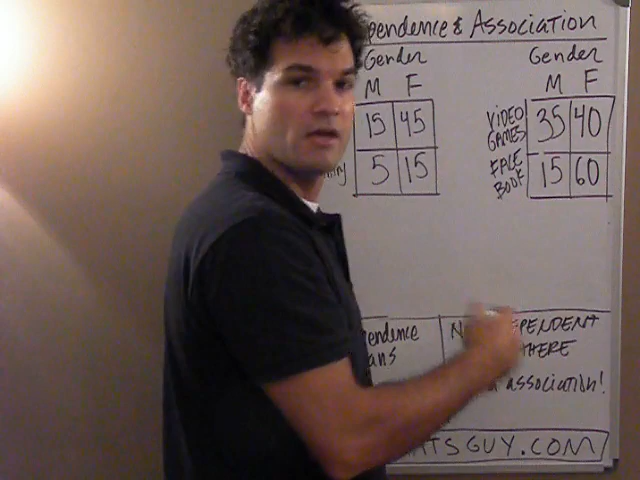 pendence & Association
Gender
M F
15 45
5 15
Gender
M F
VIDEO GAMES 35 40
FACE BOOK 15 60
endence
ans
PENDENT
HERE
association!
ATSGUY.COM